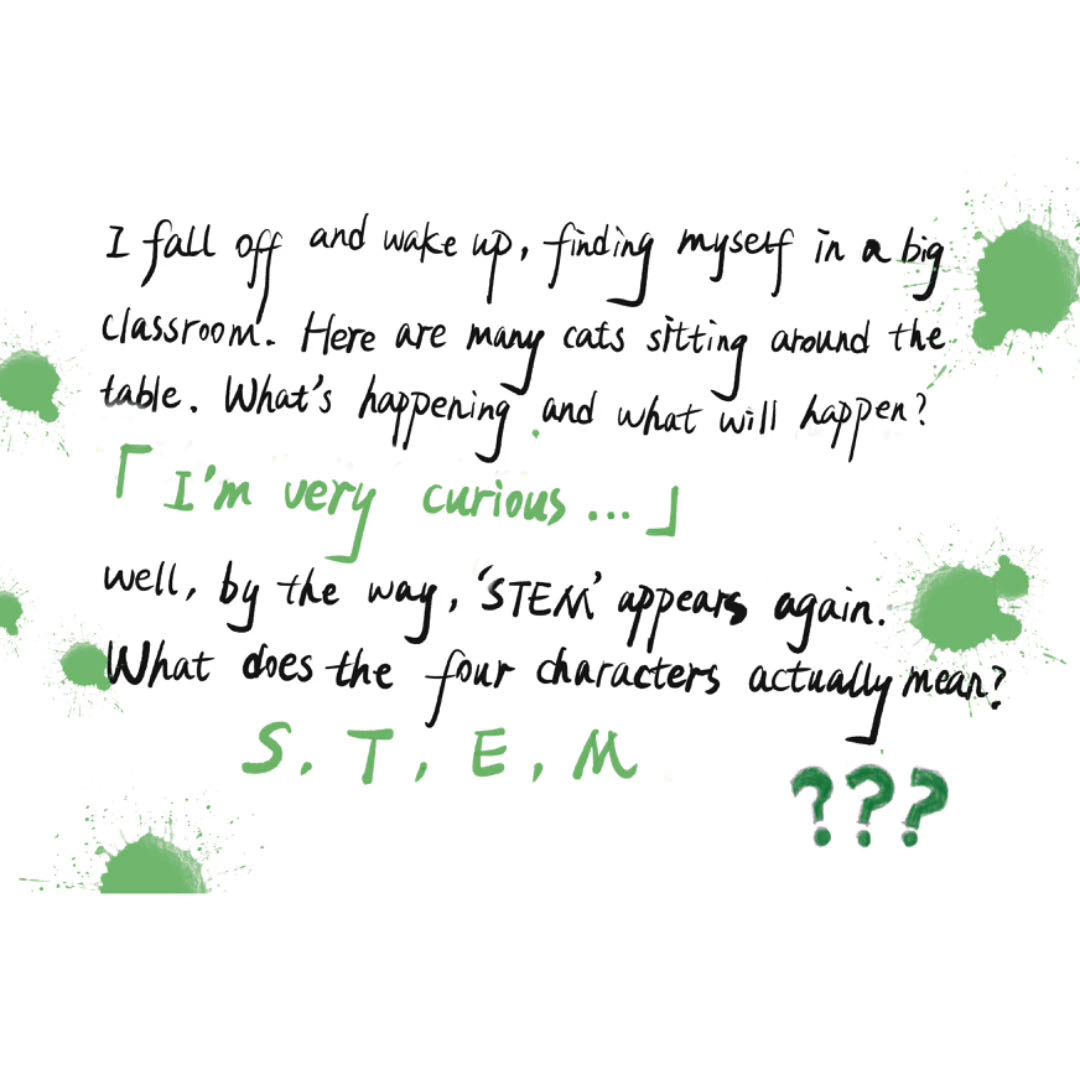 I fall off and wake up, finding myself in a big
classroom. Here are many cats sitting around the
table. What's happening and what will happen?
「I'm very curious...」
well, by the way, 'STEM' appears again.
What does the four characters actually mean?
S, T, E, M
???